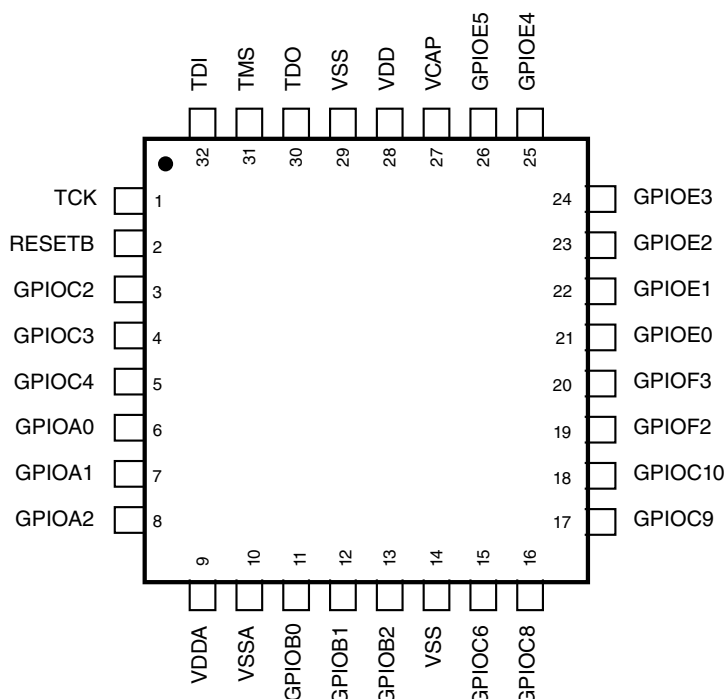 TDI
TMS
TDO
VSS
VDD
VCAP
GPIOE5
GPIOE4
32
31
30
29
28
27
26
25
TCK 1
RESETB 2
GPIOC2 3
GPIOC3 4
GPIOC4 5
GPIOA0 6
GPIOA1 7
GPIOA2 8
24 GPIOE3
23 GPIOE2
22 GPIOE1
21 GPIOE0
20 GPIOF3
19 GPIOF2
18 GPIOC10
17 GPIOC9
9
10
11
12
13
14
15
16
VDDA
VSSA
GPIOB0
GPIOB1
GPIOB2
VSS
GPIOC6
GPIOC8